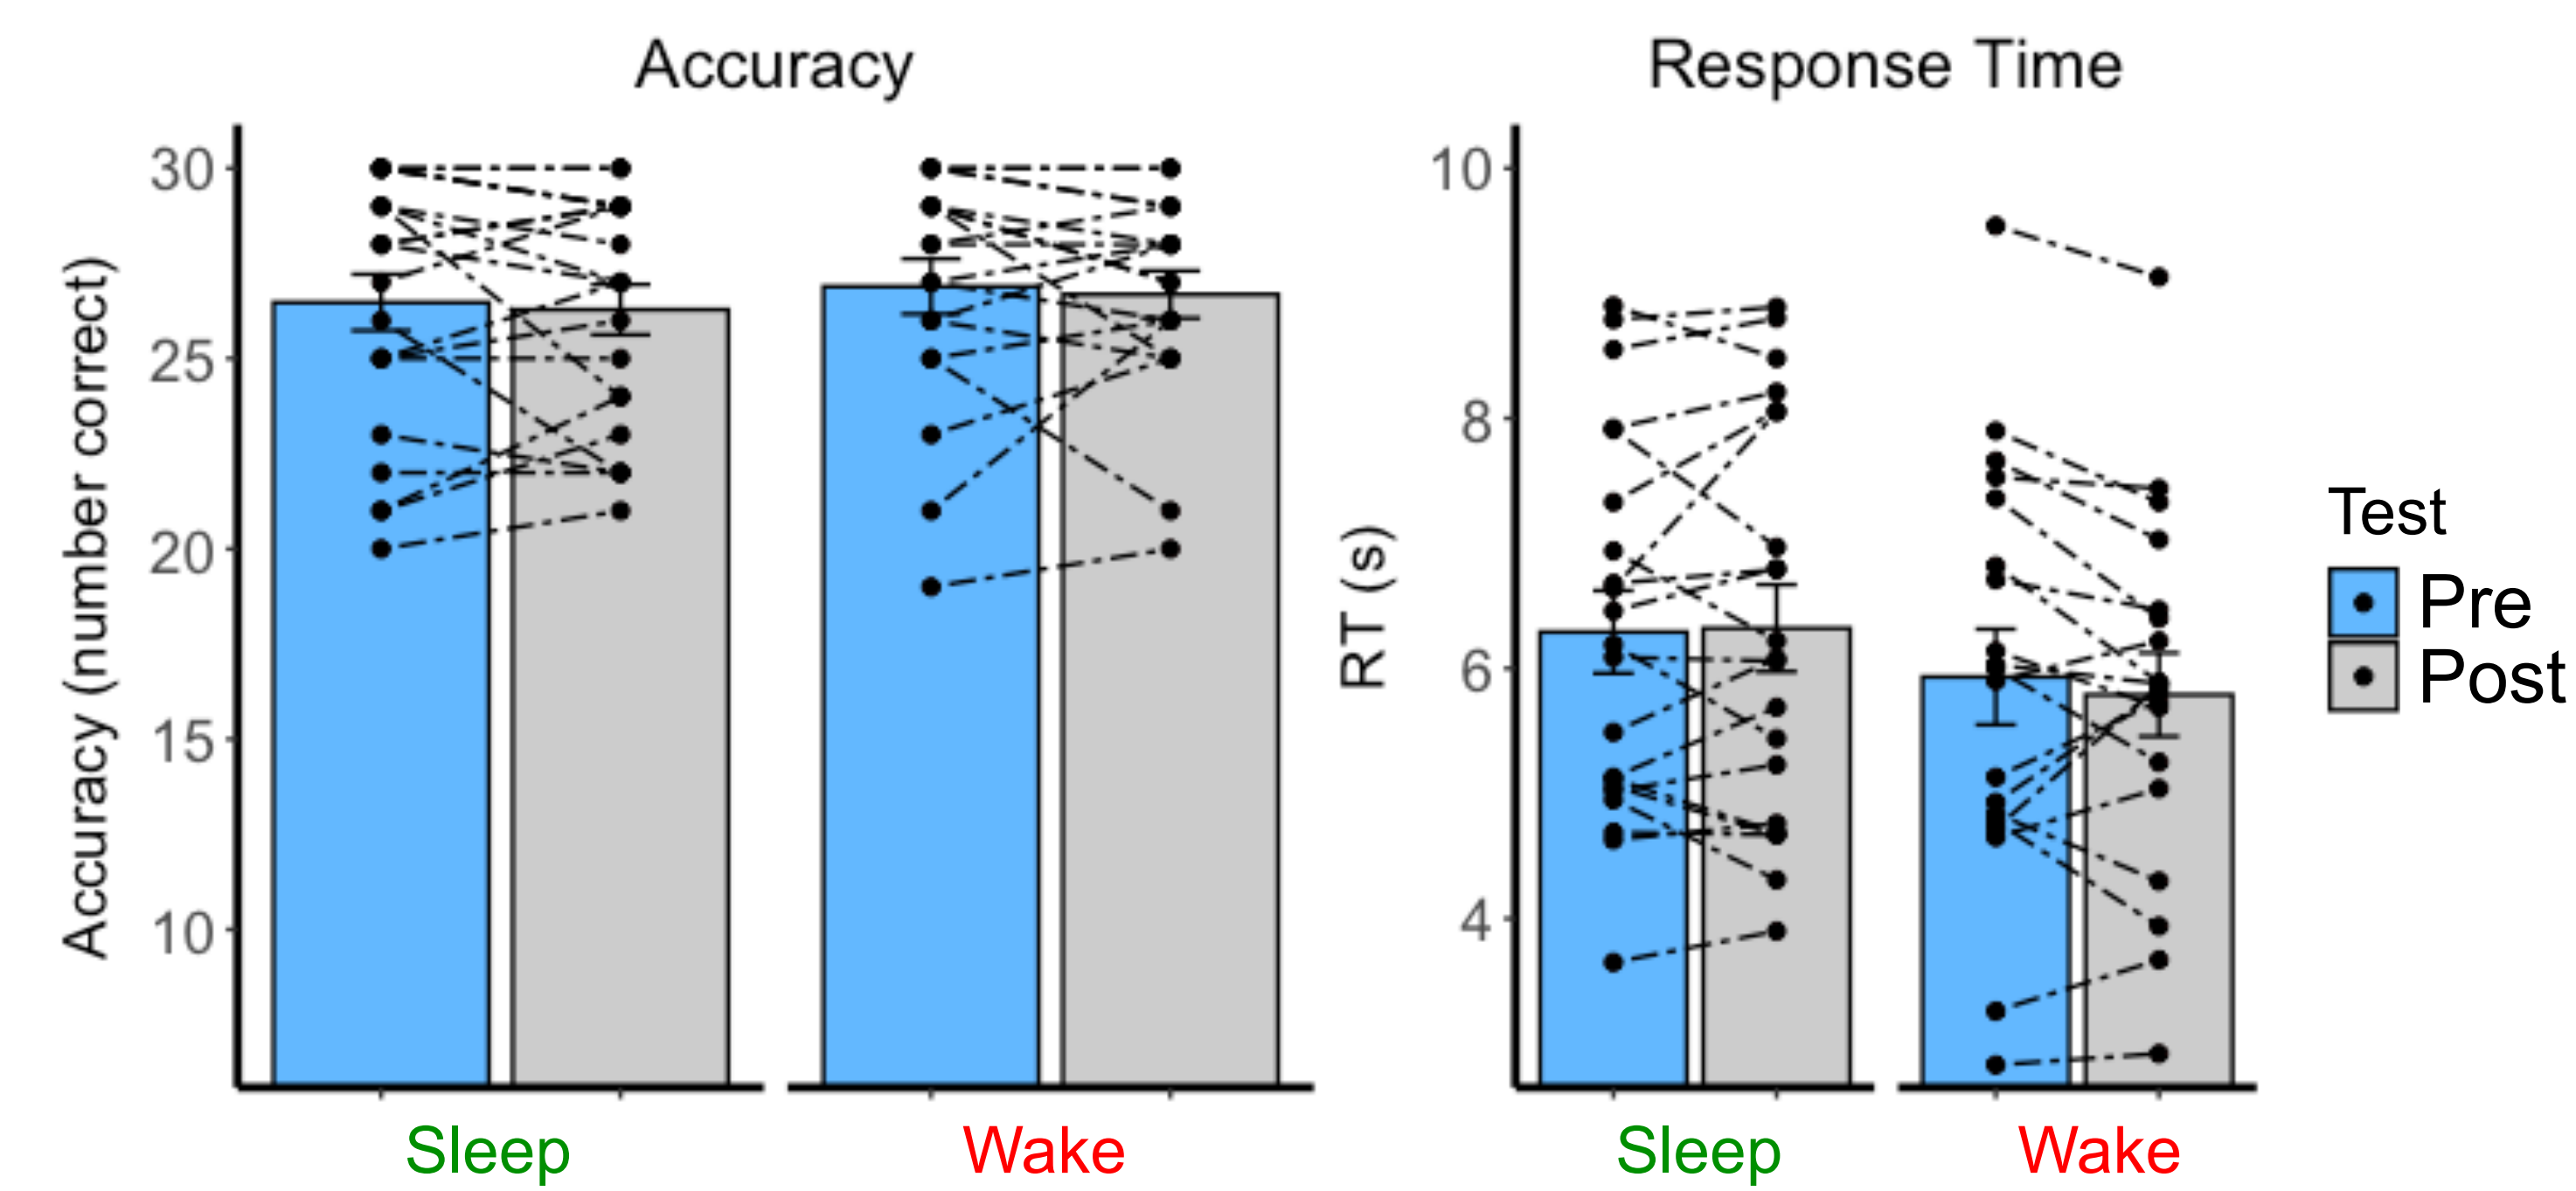 Accuracy
Response Time
Accuracy (number correct)
30
25
20
15
10
Sleep
Wake
RT (s)
10
8
6
4
Sleep
Wake
Test
Pre
Post